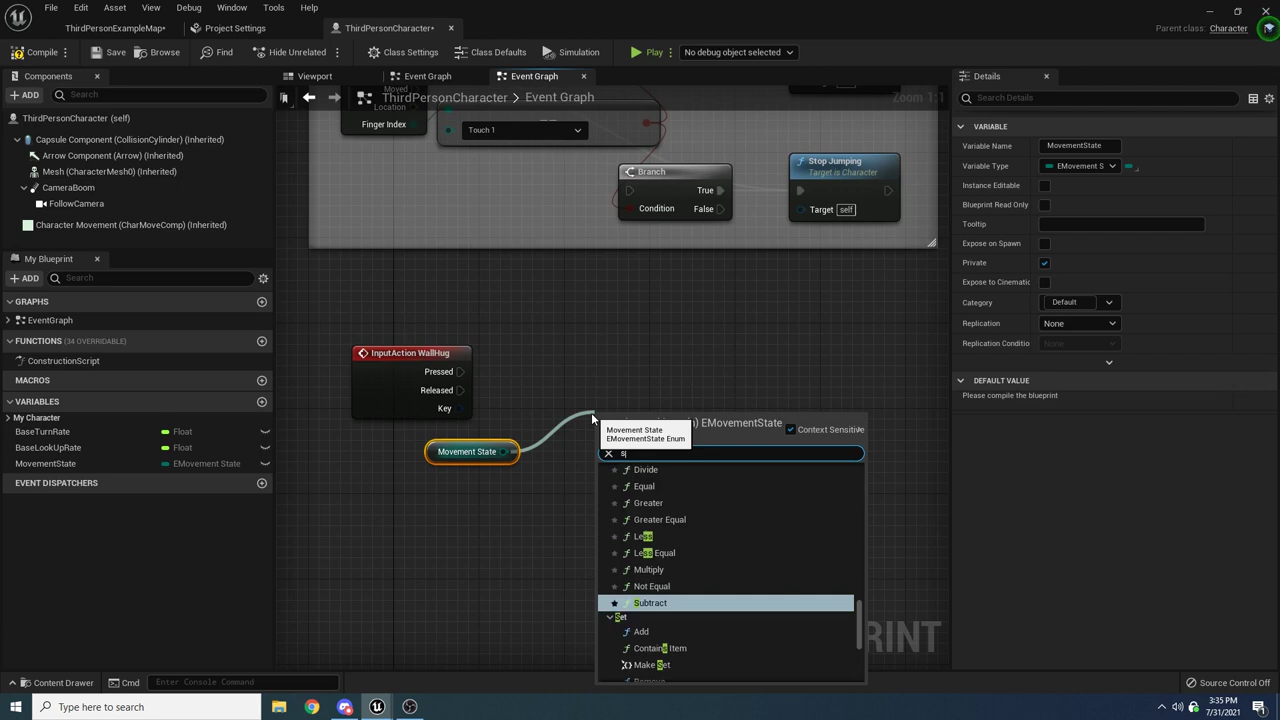 File Edit Asset View Debug Window Tools Help
ThirdPersonExampleMap*
Project Settings
ThirdPersonCharacter*
Parent class: Character
Compile
Save
Browse
Find
Hide Unrelated
Class Settings
Class Defaults
Simulation
Play
No debug object selected
Components
ADD
Search
ThirdPersonCharacter (self)
Capsule Component (CollisionCylinder) (Inherited)
Arrow Component (Arrow) (Inherited)
Mesh (CharacterMesh0) (Inherited)
CameraBoom
FollowCamera
Character Movement (CharMoveComp) (Inherited)
My Blueprint
ADD
Search
GRAPHS
EventGraph
FUNCTIONS (34 OVERRIDABLE)
ConstructionScript
MACROS
VARIABLES
My Character
BaseTurnRate Float
BaseLookUpRate Float
MovementState EMovement State
EVENT DISPATCHERS
Viewport
Event Graph
Event Graph
ThirdPersonCharacter > Event Graph
Zoom 1:1
Moved
Location
Finger Index
Touch 1
Branch
True
Condition False
Stop Jumping
Target is Character
Target self
InputAction WallHug
Pressed
Released
Key
Movement State
EMovementState
Context Sensitive
Movement State
EMovementState Enum
s
Divide
Equal
Greater
Greater Equal
Less
Less Equal
Multiply
Not Equal
Subtract
Set
Add
Contains Item
Make Set
Remove
RINT
Details
Search Details
VARIABLE
Variable Name MovementState
Variable Type EMovement S
Instance Editable
Blueprint Read Only
Tooltip
Expose on Spawn
Private
Expose to Cinematic
Category Default
Replication None
Replication Conditio
DEFAULT VALUE
Please compile the blueprint
Content Drawer
Cmd
Enter Console Command
Source Control Off
Type here to search
3:35 PM
7/31/2021